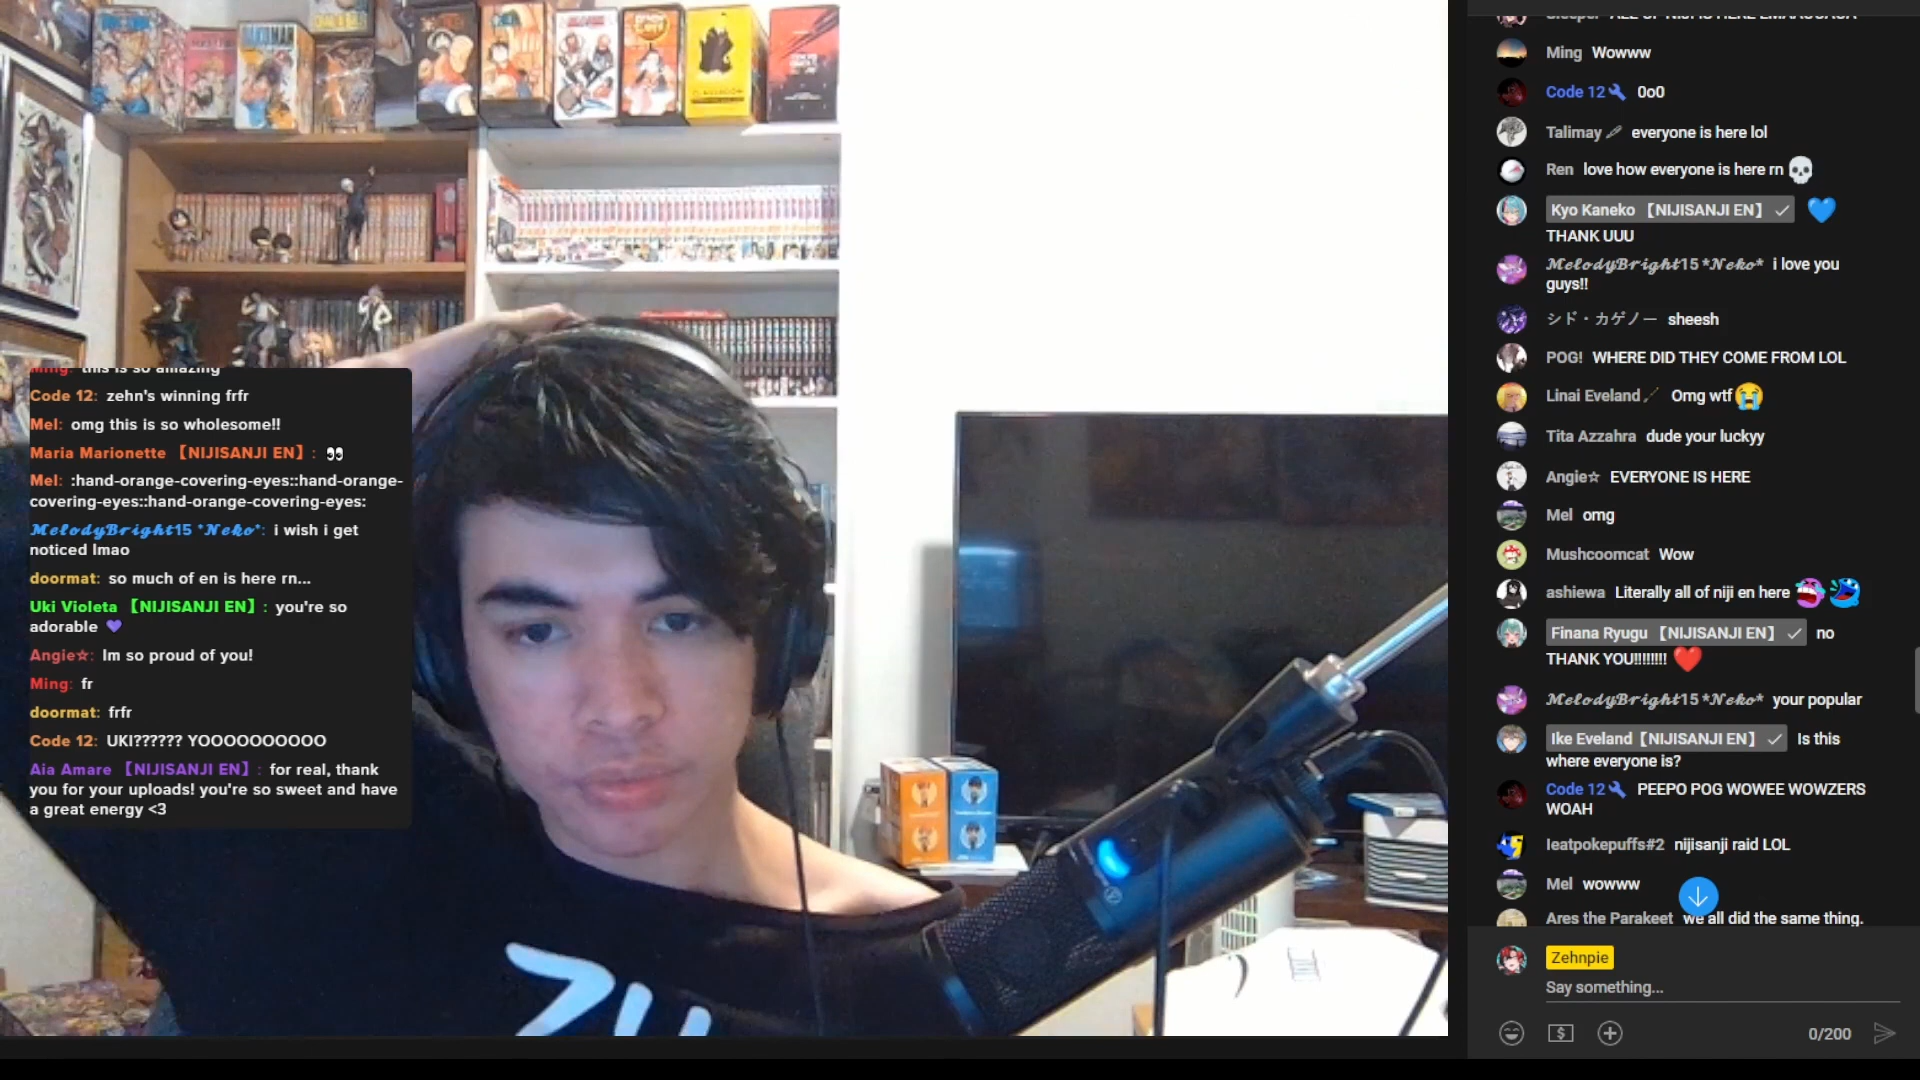 this is so amazing
Code 12: zehn's winning frfr
Mel: omg this is so wholesome!!
Maria Marionette 【NIJISANJI EN】: 👀
Mel: :hand-orange-covering-eyes::hand-orange-
covering-eyes::hand-orange-covering-eyes:
𝓜𝓮𝓵𝓸𝓭𝔂𝓑𝓻𝓲𝓰𝓱𝓽15 *𝓝𝓮𝓴𝓸*: i wish i get
noticed lmao
doormat: so much of en is here rn...
Uki Violeta 【NIJISANJI EN】: you're so
adorable 💜
Angie☆: Im so proud of you!
Ming: fr
doormat: frfr
Code 12: UKI?????? YOOOOOOOOOO
Aia Amare 【NIJISANJI EN】: for real, thank
you for your uploads! you're so sweet and have
a great energy <3
ZU
Ming Wowww
Code 12 0o0
Talimay everyone is here lol
Ren love how everyone is here rn 💀
Kyo Kaneko 【NIJISANJI EN】 ✓ 💙
THANK UUU
𝓜𝓮𝓵𝓸𝓭𝔂𝓑𝓻𝓲𝓰𝓱𝓽15 *𝓝𝓮𝓴𝓸* i love you
guys!!
シド・カゲノー sheesh
POG! WHERE DID THEY COME FROM LOL
Linai Eveland Omg wtf 😭
Tita Azzahra dude your luckyy
Angie☆ EVERYONE IS HERE
Mel omg
Mushcoomcat Wow
ashiewa Literally all of niji en here
Finana Ryugu 【NIJISANJI EN】 ✓ no
THANK YOU!!!!!!!! ❤️
𝓜𝓮𝓵𝓸𝓭𝔂𝓑𝓻𝓲𝓰𝓱𝓽15 *𝓝𝓮𝓴𝓸* your popular
Ike Eveland【NIJISANJI EN】 ✓ Is this
where everyone is?
Code 12 PEEPO POG WOWEE WOWZERS
WOAH
Ieatpokepuffs#2 nijisanji raid LOL
Mel wowww
Ares the Parakeet we all did the same thing.
Zehnpie
Say something...
0/200